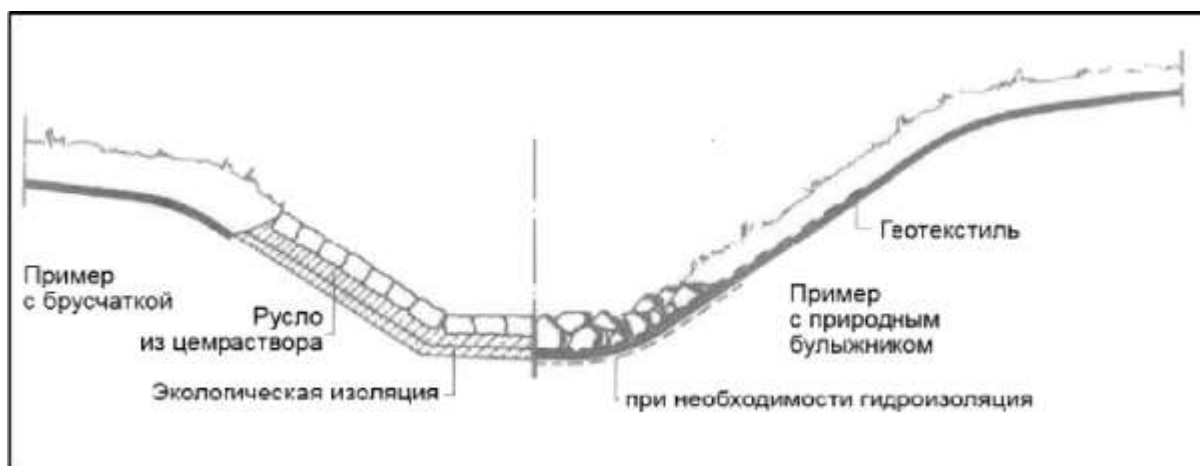 Геотекстиль
Пример
с брусчаткой
Русло
из цемраствора
Экологическая изоляция
Пример
с природным
булыжником
при необходимости гидроизоляция